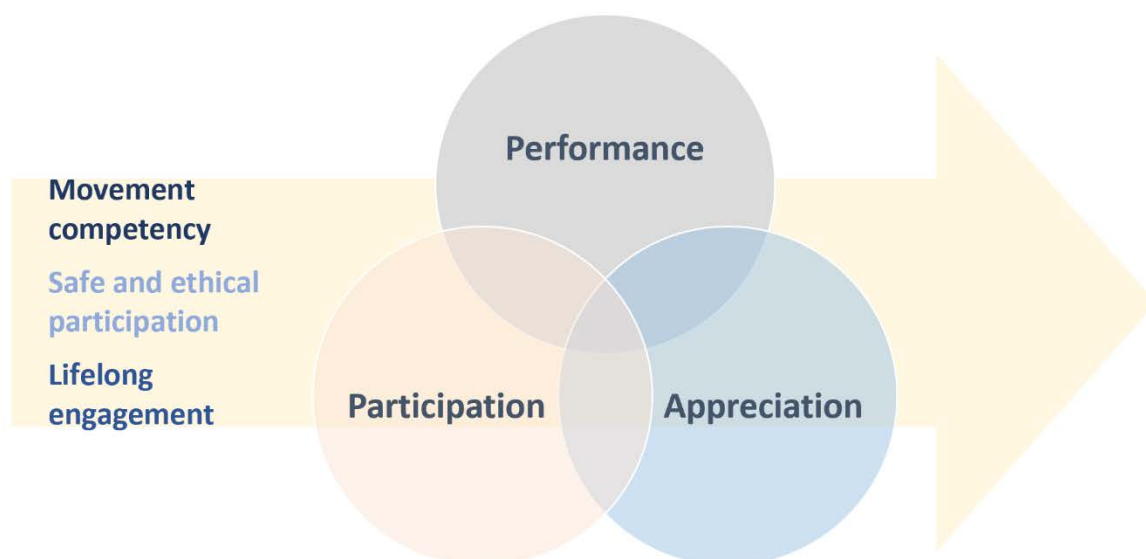 Performance
Movement
competency
Safe and ethical
participation
Lifelong
engagement
Participation
Appreciation